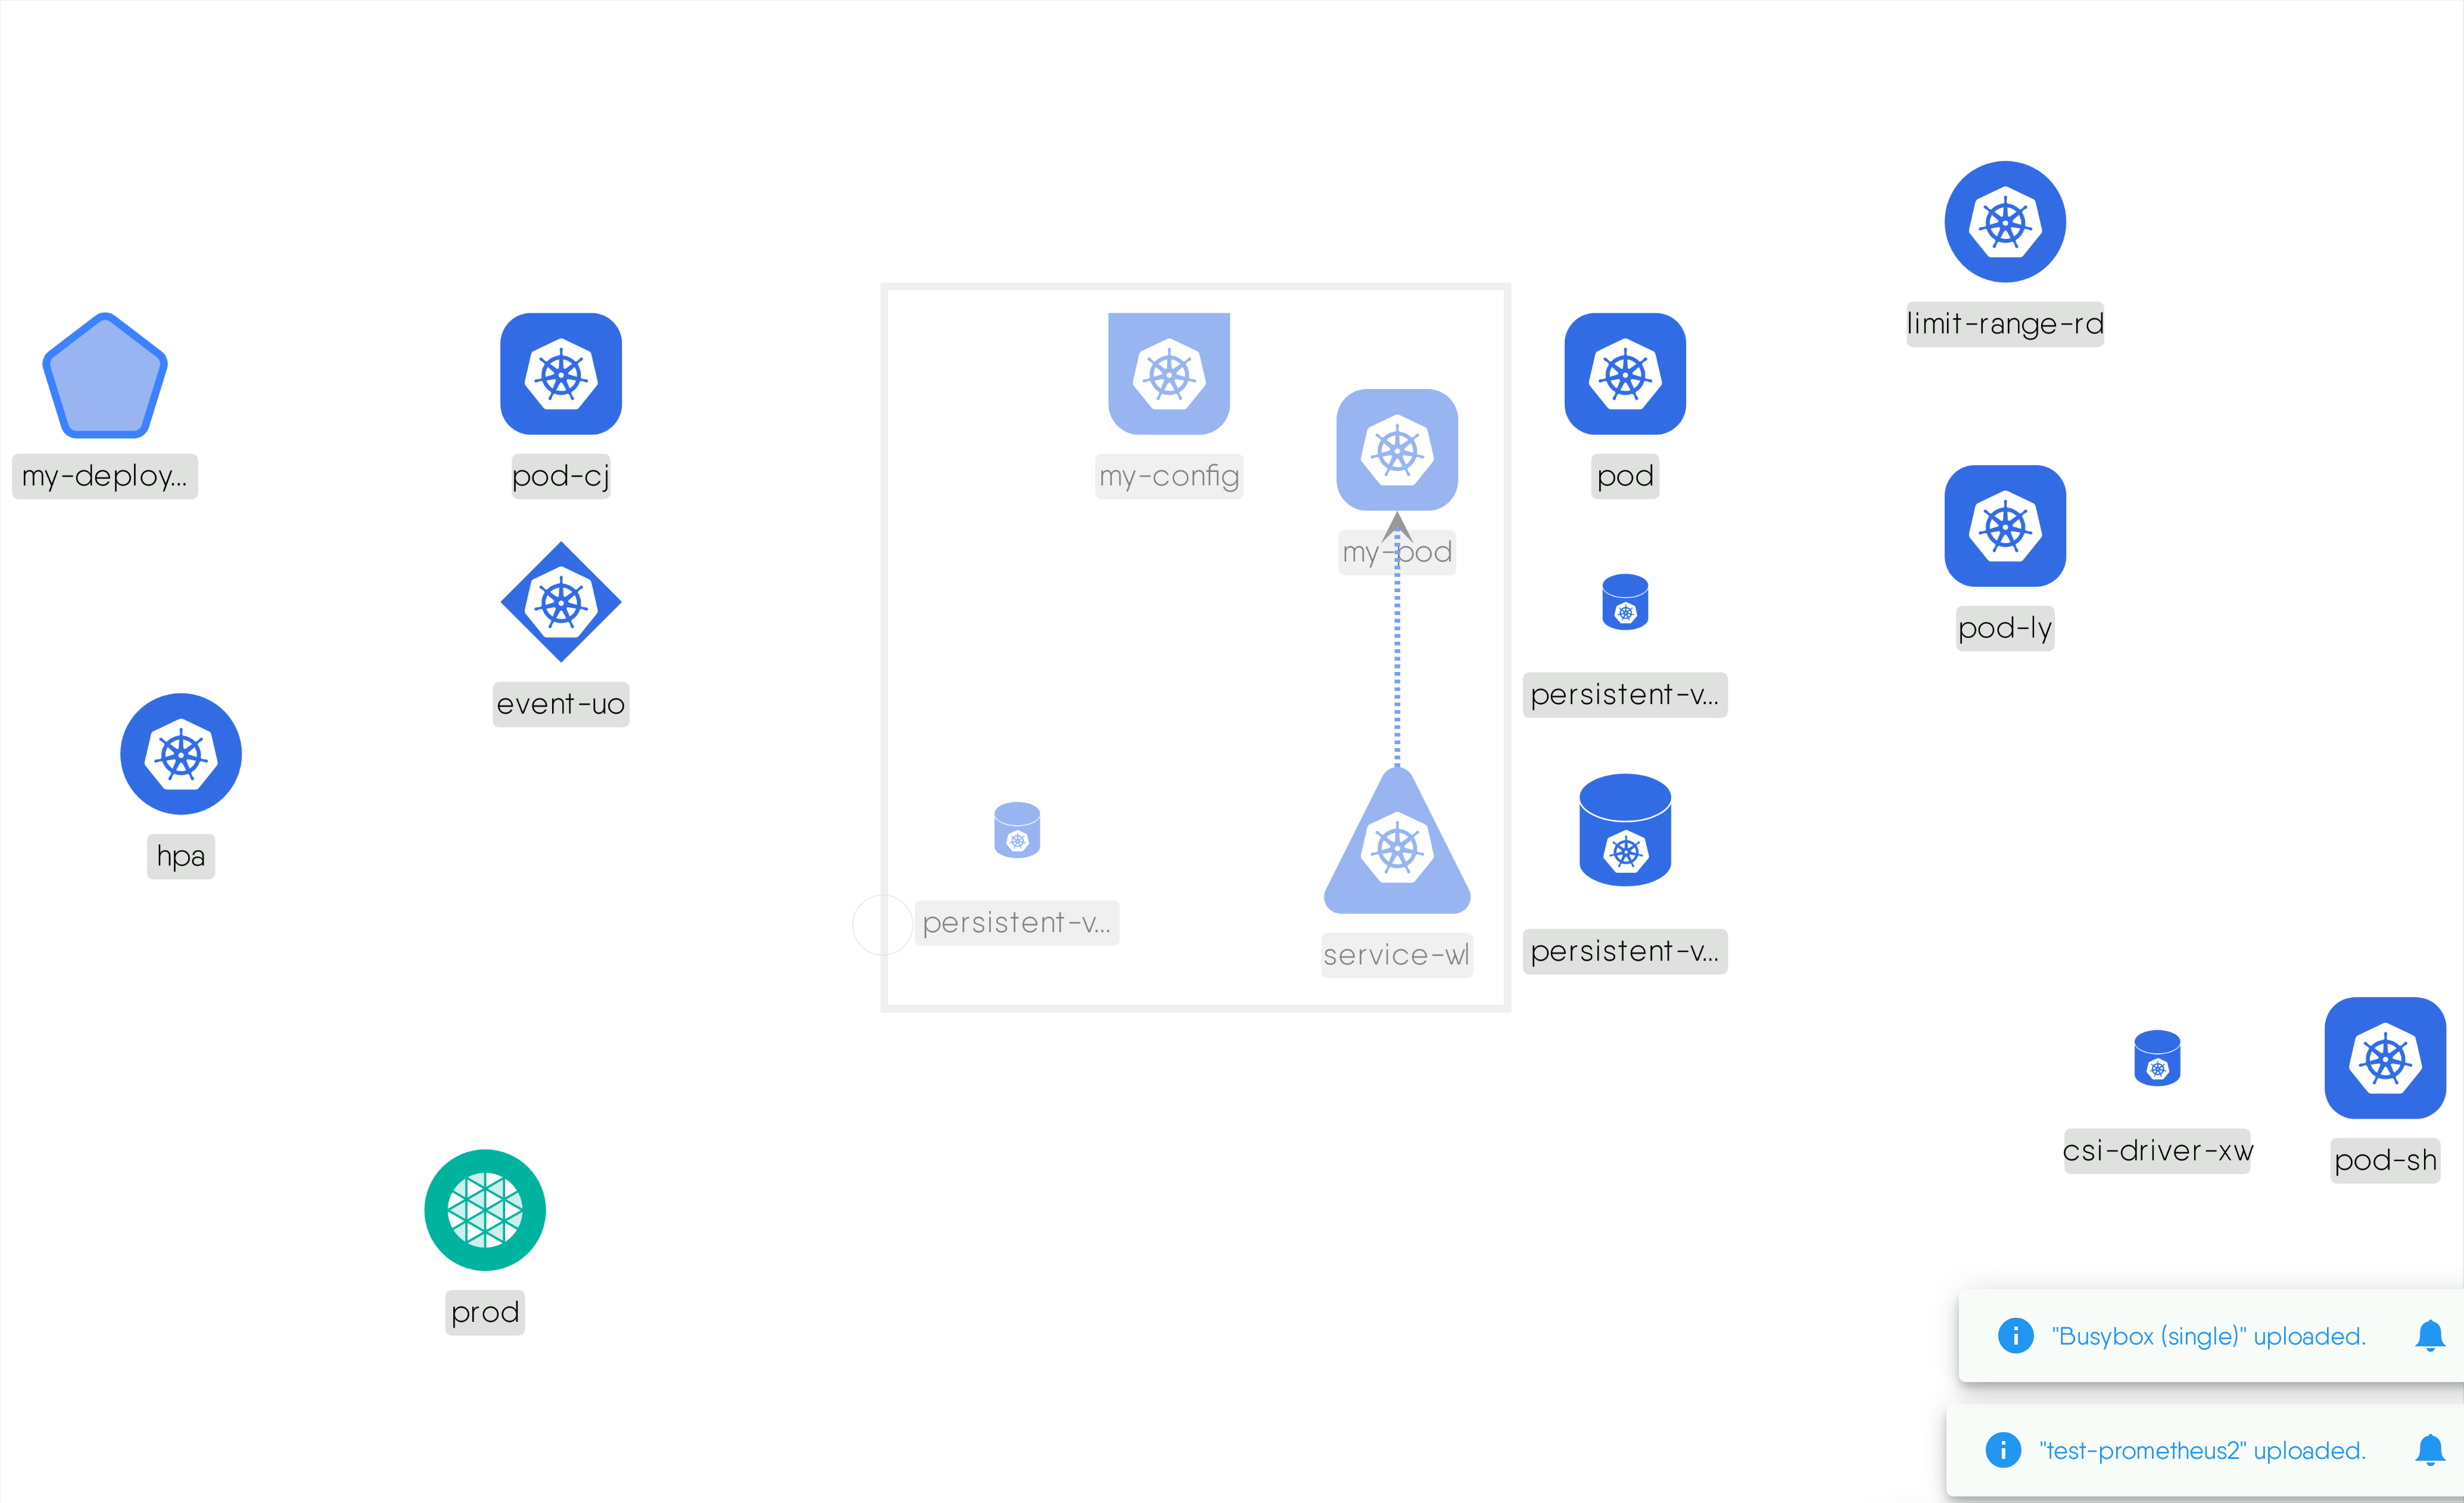 limit-range-rd
my-deploy...
pod-cj
my-config
pod
my-pod
pod-ly
persistent-v...
event-uo
hpa
persistent-v...
service-wl
persistent-v...
csi-driver-xw
pod-sh
prod
"Busybox (single)" uploaded.
"test-prometheus2" uploaded.